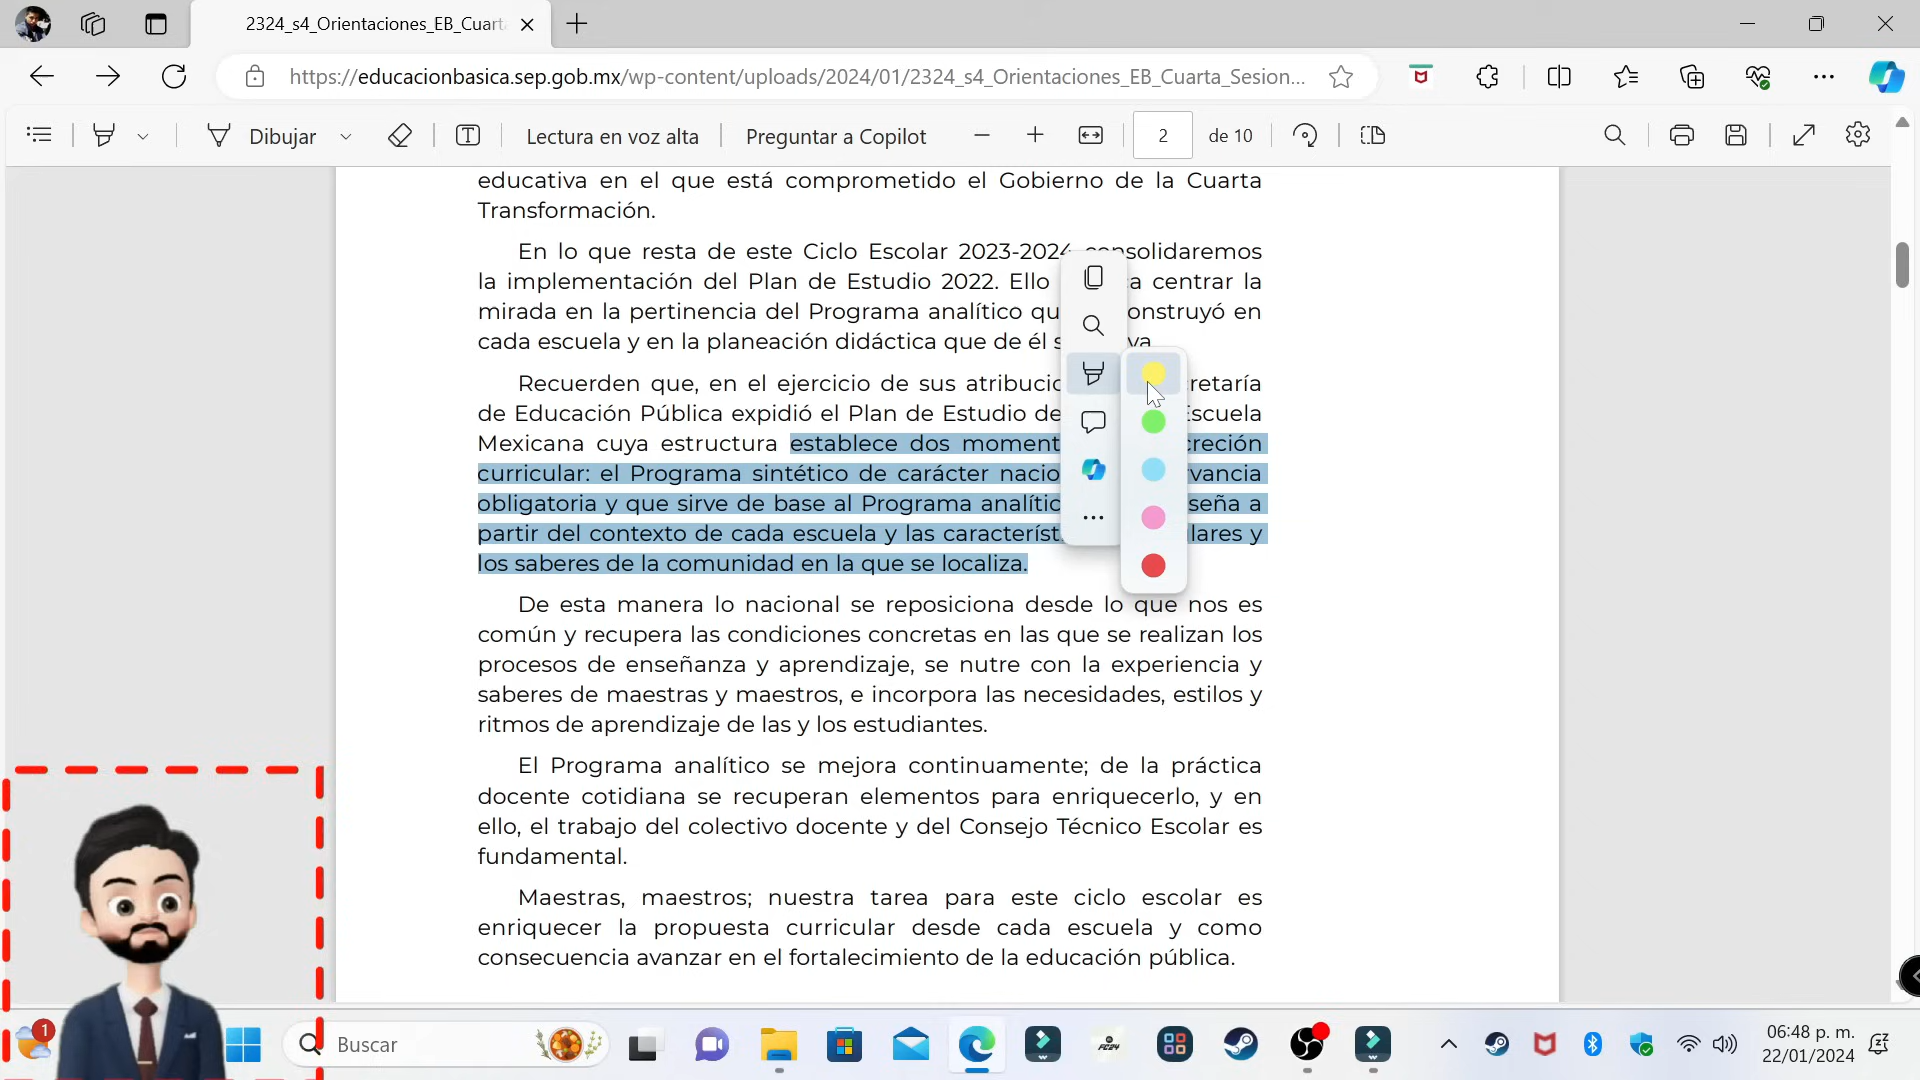 2324_s4_Orientaciones_EB_Cuart
https://educacionbasica.sep.gob.mx/wp-content/uploads/2024/01/2324_s4_Orientaciones_EB_Cuarta_Sesion...
Dibujar
Lectura en voz alta
Preguntar a Copilot
2
de 10
educativa en el que está comprometido el Gobierno de la Cuarta
Transformación.
En lo que resta de este Ciclo Escolar 2023-2024 consolidaremos
la implementación del Plan de Estudio 2022. Ello centrar la
mirada en la pertinencia del Programa analítico
cada escuela y en la planeación didáctica que de él
Recuerden que, en el ejercicio de sus
de Educación Pública expidió el Plan de Estudio
Mexicana cuya estructura establece dos
curricular: el Programa sintético de carácter
obligatoria y que sirve de base al Programa a
partir del contexto de cada escuela y las y
los saberes de la comunidad en la que se localiza.
De esta manera lo nacional se reposiciona desde lo que nos es
común y recupera las condiciones concretas en las que se realizan los
procesos de enseñanza y aprendizaje, se nutre con la experiencia y
saberes de maestras y maestros, e incorpora las necesidades, estilos y
ritmos de aprendizaje de las y los estudiantes.
El Programa analítico se mejora continuamente; de la práctica
docente cotidiana se recuperan elementos para enriquecerlo, y en
ello, el trabajo del colectivo docente y del Consejo Técnico Escolar es
fundamental.
Maestras, maestros; nuestra tarea para este ciclo escolar es
enriquecer la propuesta curricular desde cada escuela y como
consecuencia avanzar en el fortalecimiento de la educación pública.
1
Buscar
FC24
06:48 p. m.
22/01/2024